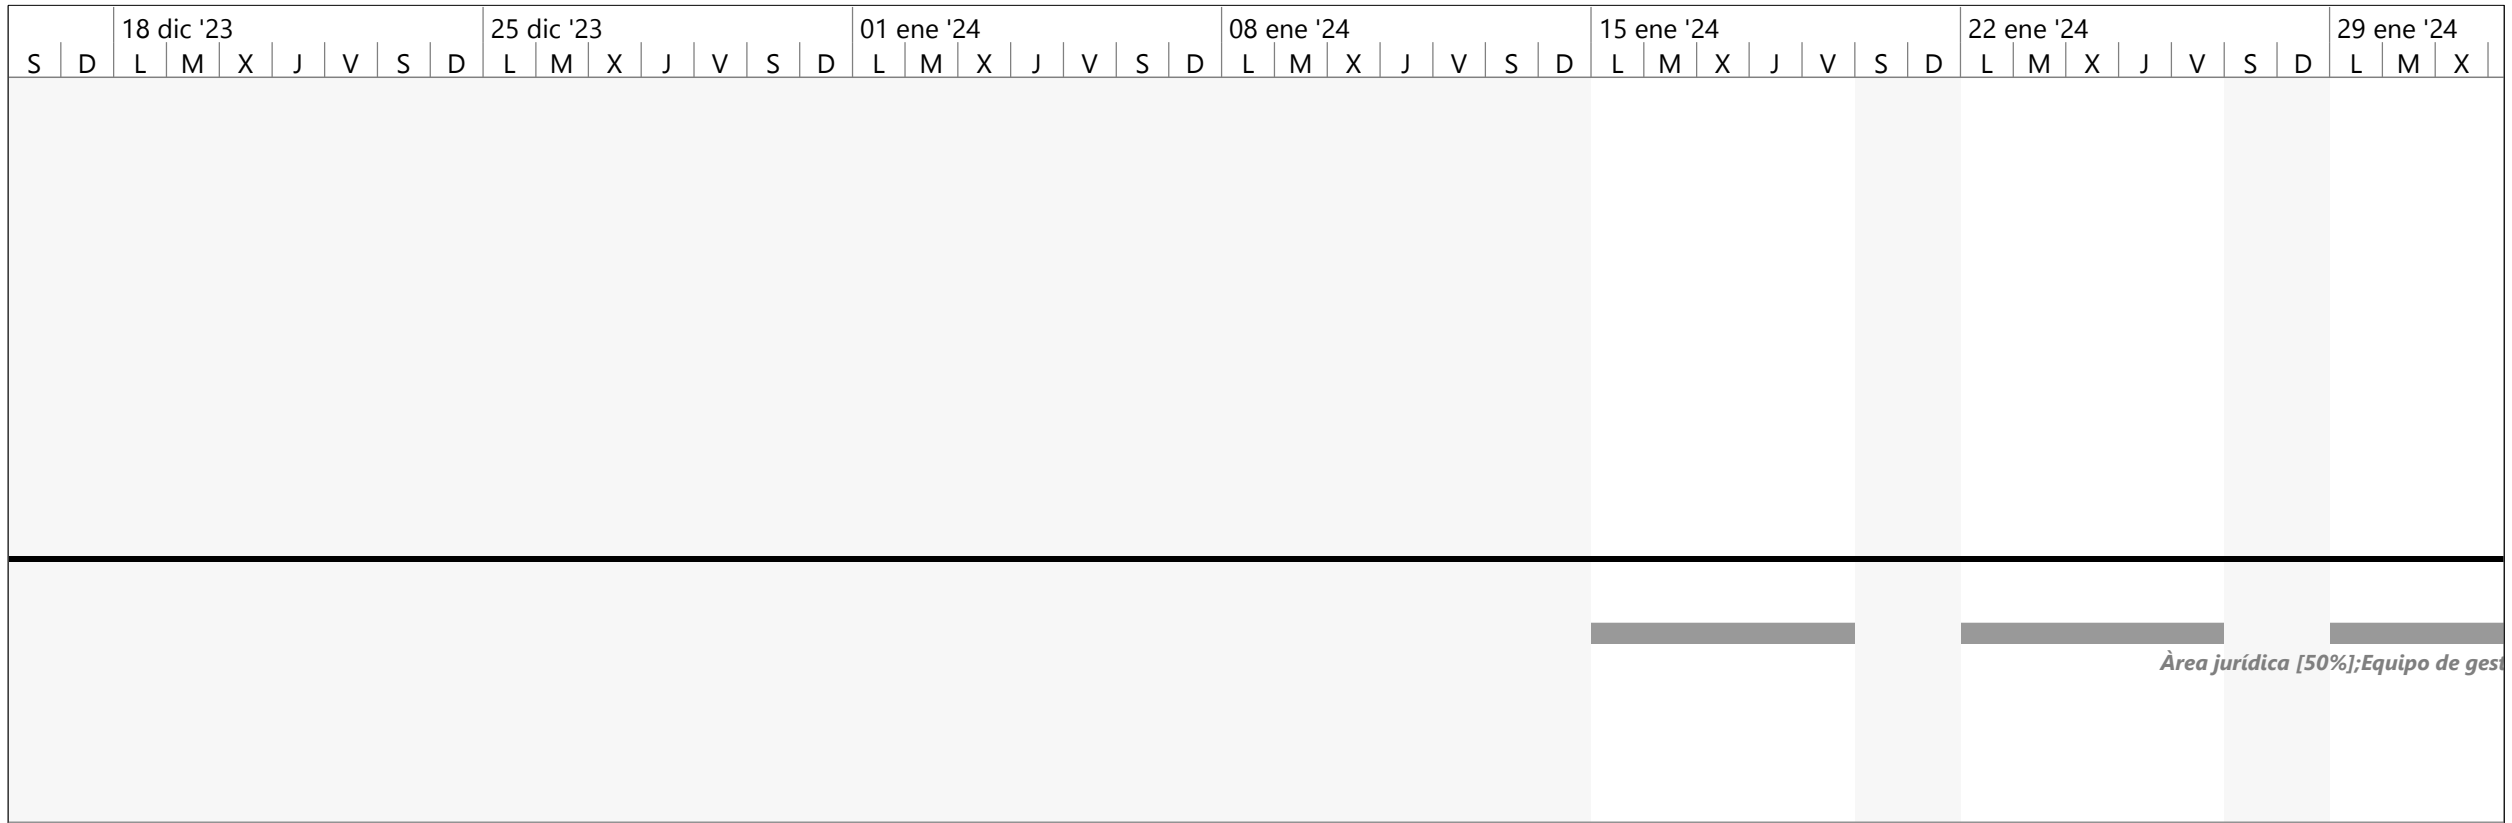 18 dic '23 25 dic '23 01 ene '24 08 ene '24 15 ene '24 22 ene '24 29 ene '24
S D L M X J V S D L M X J V S D L M X J V S D L M X J V S D L M X J V S D L M X J V S D L M X
Àrea jurídica [50%];Equipo de gest